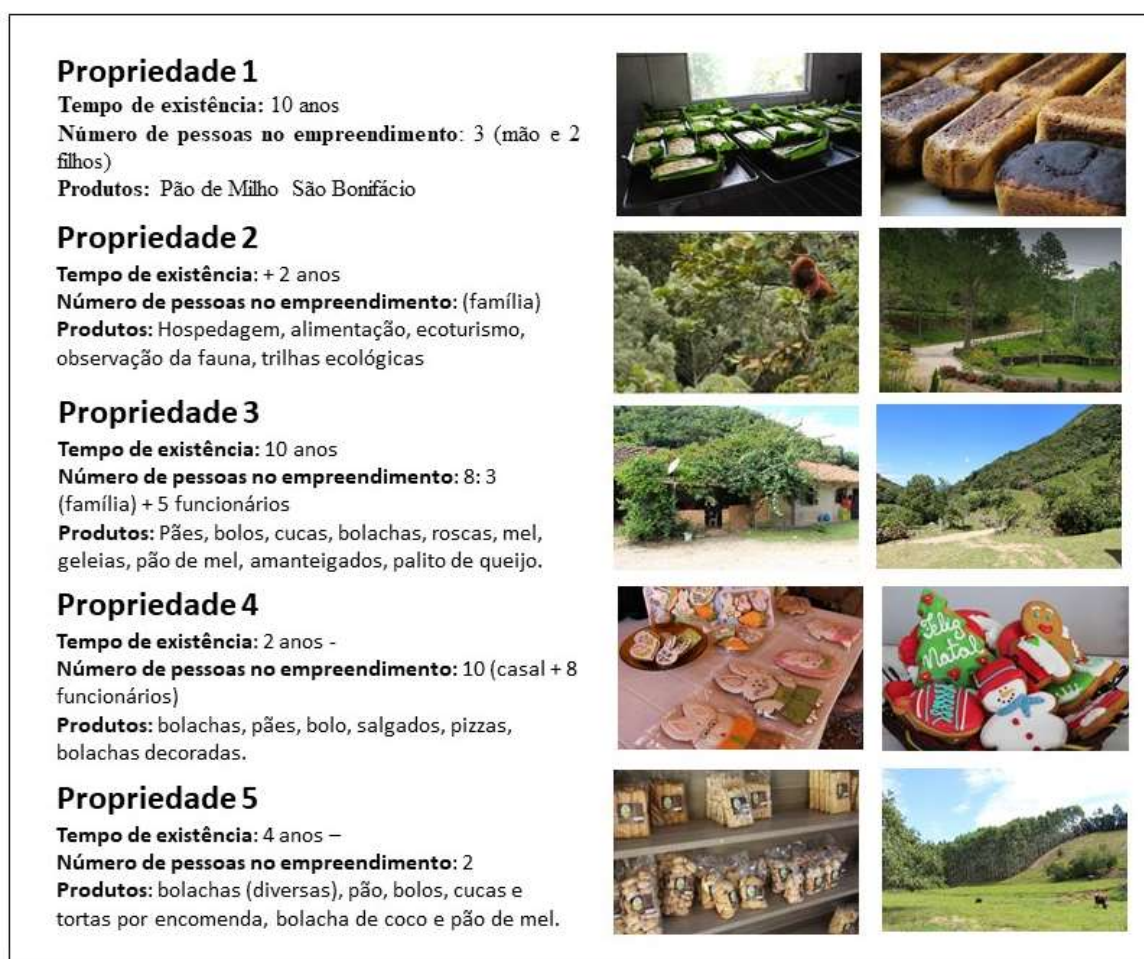 Propriedade 1
Tempo de existência: 10 anos
Número de pessoas no empreendimento: 3 (mão e 2
filhos)
Produtos: Pão de Milho São Bonifácio
Propriedade 2
Tempo de existência: + 2 anos
Número de pessoas no empreendimento: (família)
Produtos: Hospedagem, alimentação, ecoturismo,
observação da fauna, trilhas ecológicas
Propriedade 3
Tempo de existência: 10 anos
Número de pessoas no empreendimento: 8: 3
(família) + 5 funcionários
Produtos: Pães, bolos, cucas, bolachas, roscas, mel,
geleias, pão de mel, amanteigados, palito de queijo.
Propriedade 4
Tempo de existência: 2 anos -
Número de pessoas no empreendimento: 10 (casal + 8
funcionários)
Produtos: bolachas, pães, bolo, salgados, pizzas,
bolachas decoradas.
Feliz
Natal
Propriedade 5
Tempo de existência: 4 anos –
Número de pessoas no empreendimento: 2
Produtos: bolachas (diversas), pão, bolos, cucas e
tortas por encomenda, bolacha de coco e pão de mel.